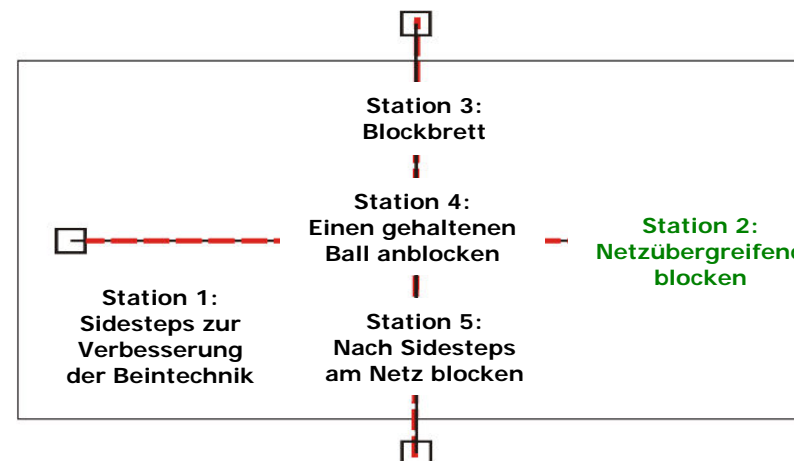 Station 3:
Blockbrett
Station 4:
Einen gehaltenen
Ball anblocken
Station 2:
Netzübergreifend
blocken
Station 1:
Sidesteps zur
Verbesserung
der Beintechnik
Station 5:
Nach Sidesteps
am Netz blocken